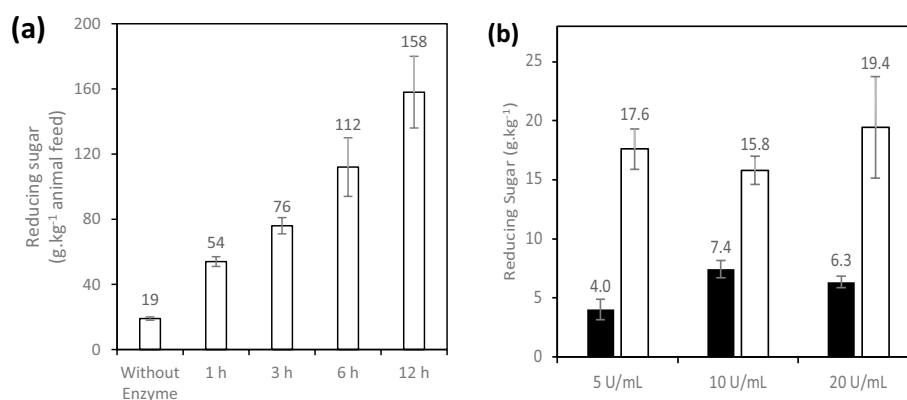 (a)
Reducing sugar
(g.kg⁻¹ animal feed)
200
160
120
80
40
0
19
54
76
112
158
Without
Enzyme
1 h
3 h
6 h
12 h
(b)
Reducing Sugar (g.kg⁻¹)
25
20
15
10
5
0
4.0
17.6
7.4
15.8
6.3
19.4
5 U/mL
10 U/mL
20 U/mL